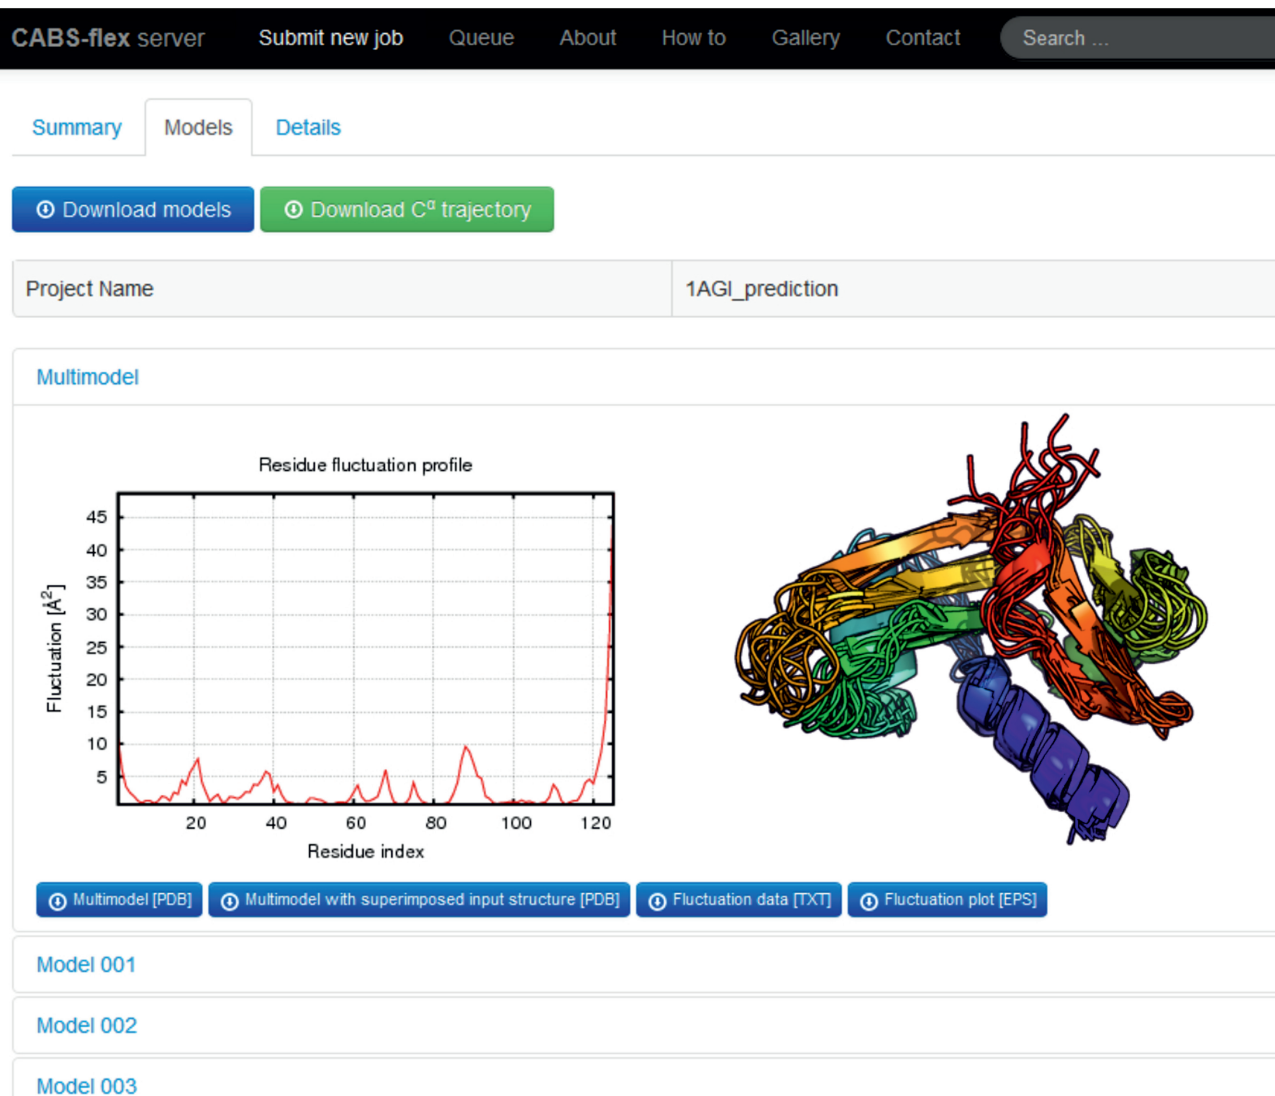 CABS-flex server Submit new job Queue About How to Gallery Contact Search ...
Summary Models Details
Download models Download Cα trajectory
Project Name 1AGI_prediction
Multimodel
Residue fluctuation profile
45
40
35
30
25
20
15
10
5
Fluctuation [Å²]
20 40 60 80 100 120
Residue index
Multimodel [PDB] Multimodel with superimposed input structure [PDB] Fluctuation data [TXT] Fluctuation plot [EPS]
Model 001
Model 002
Model 003